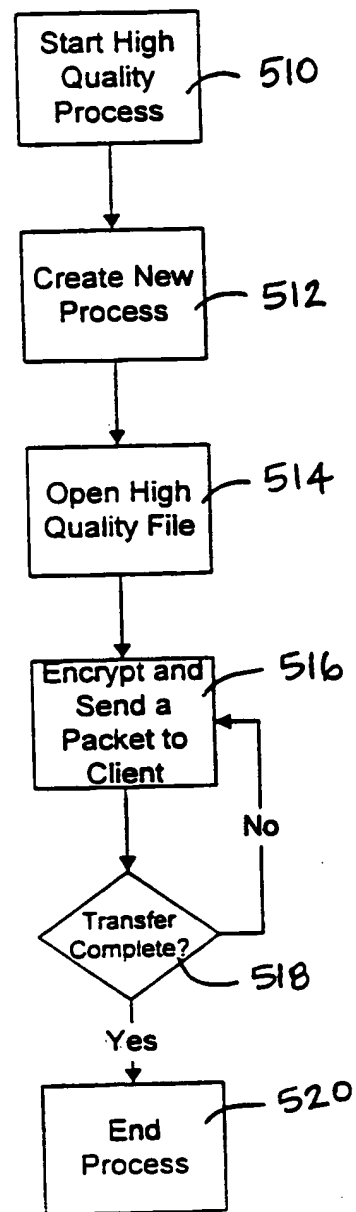 Start High
Quality
Process
510
Create New
Process
512
Open High
Quality File
514
Encrypt and
Send a
Packet to
Client
516
No
Transfer
Complete?
518
Yes
End
Process
520